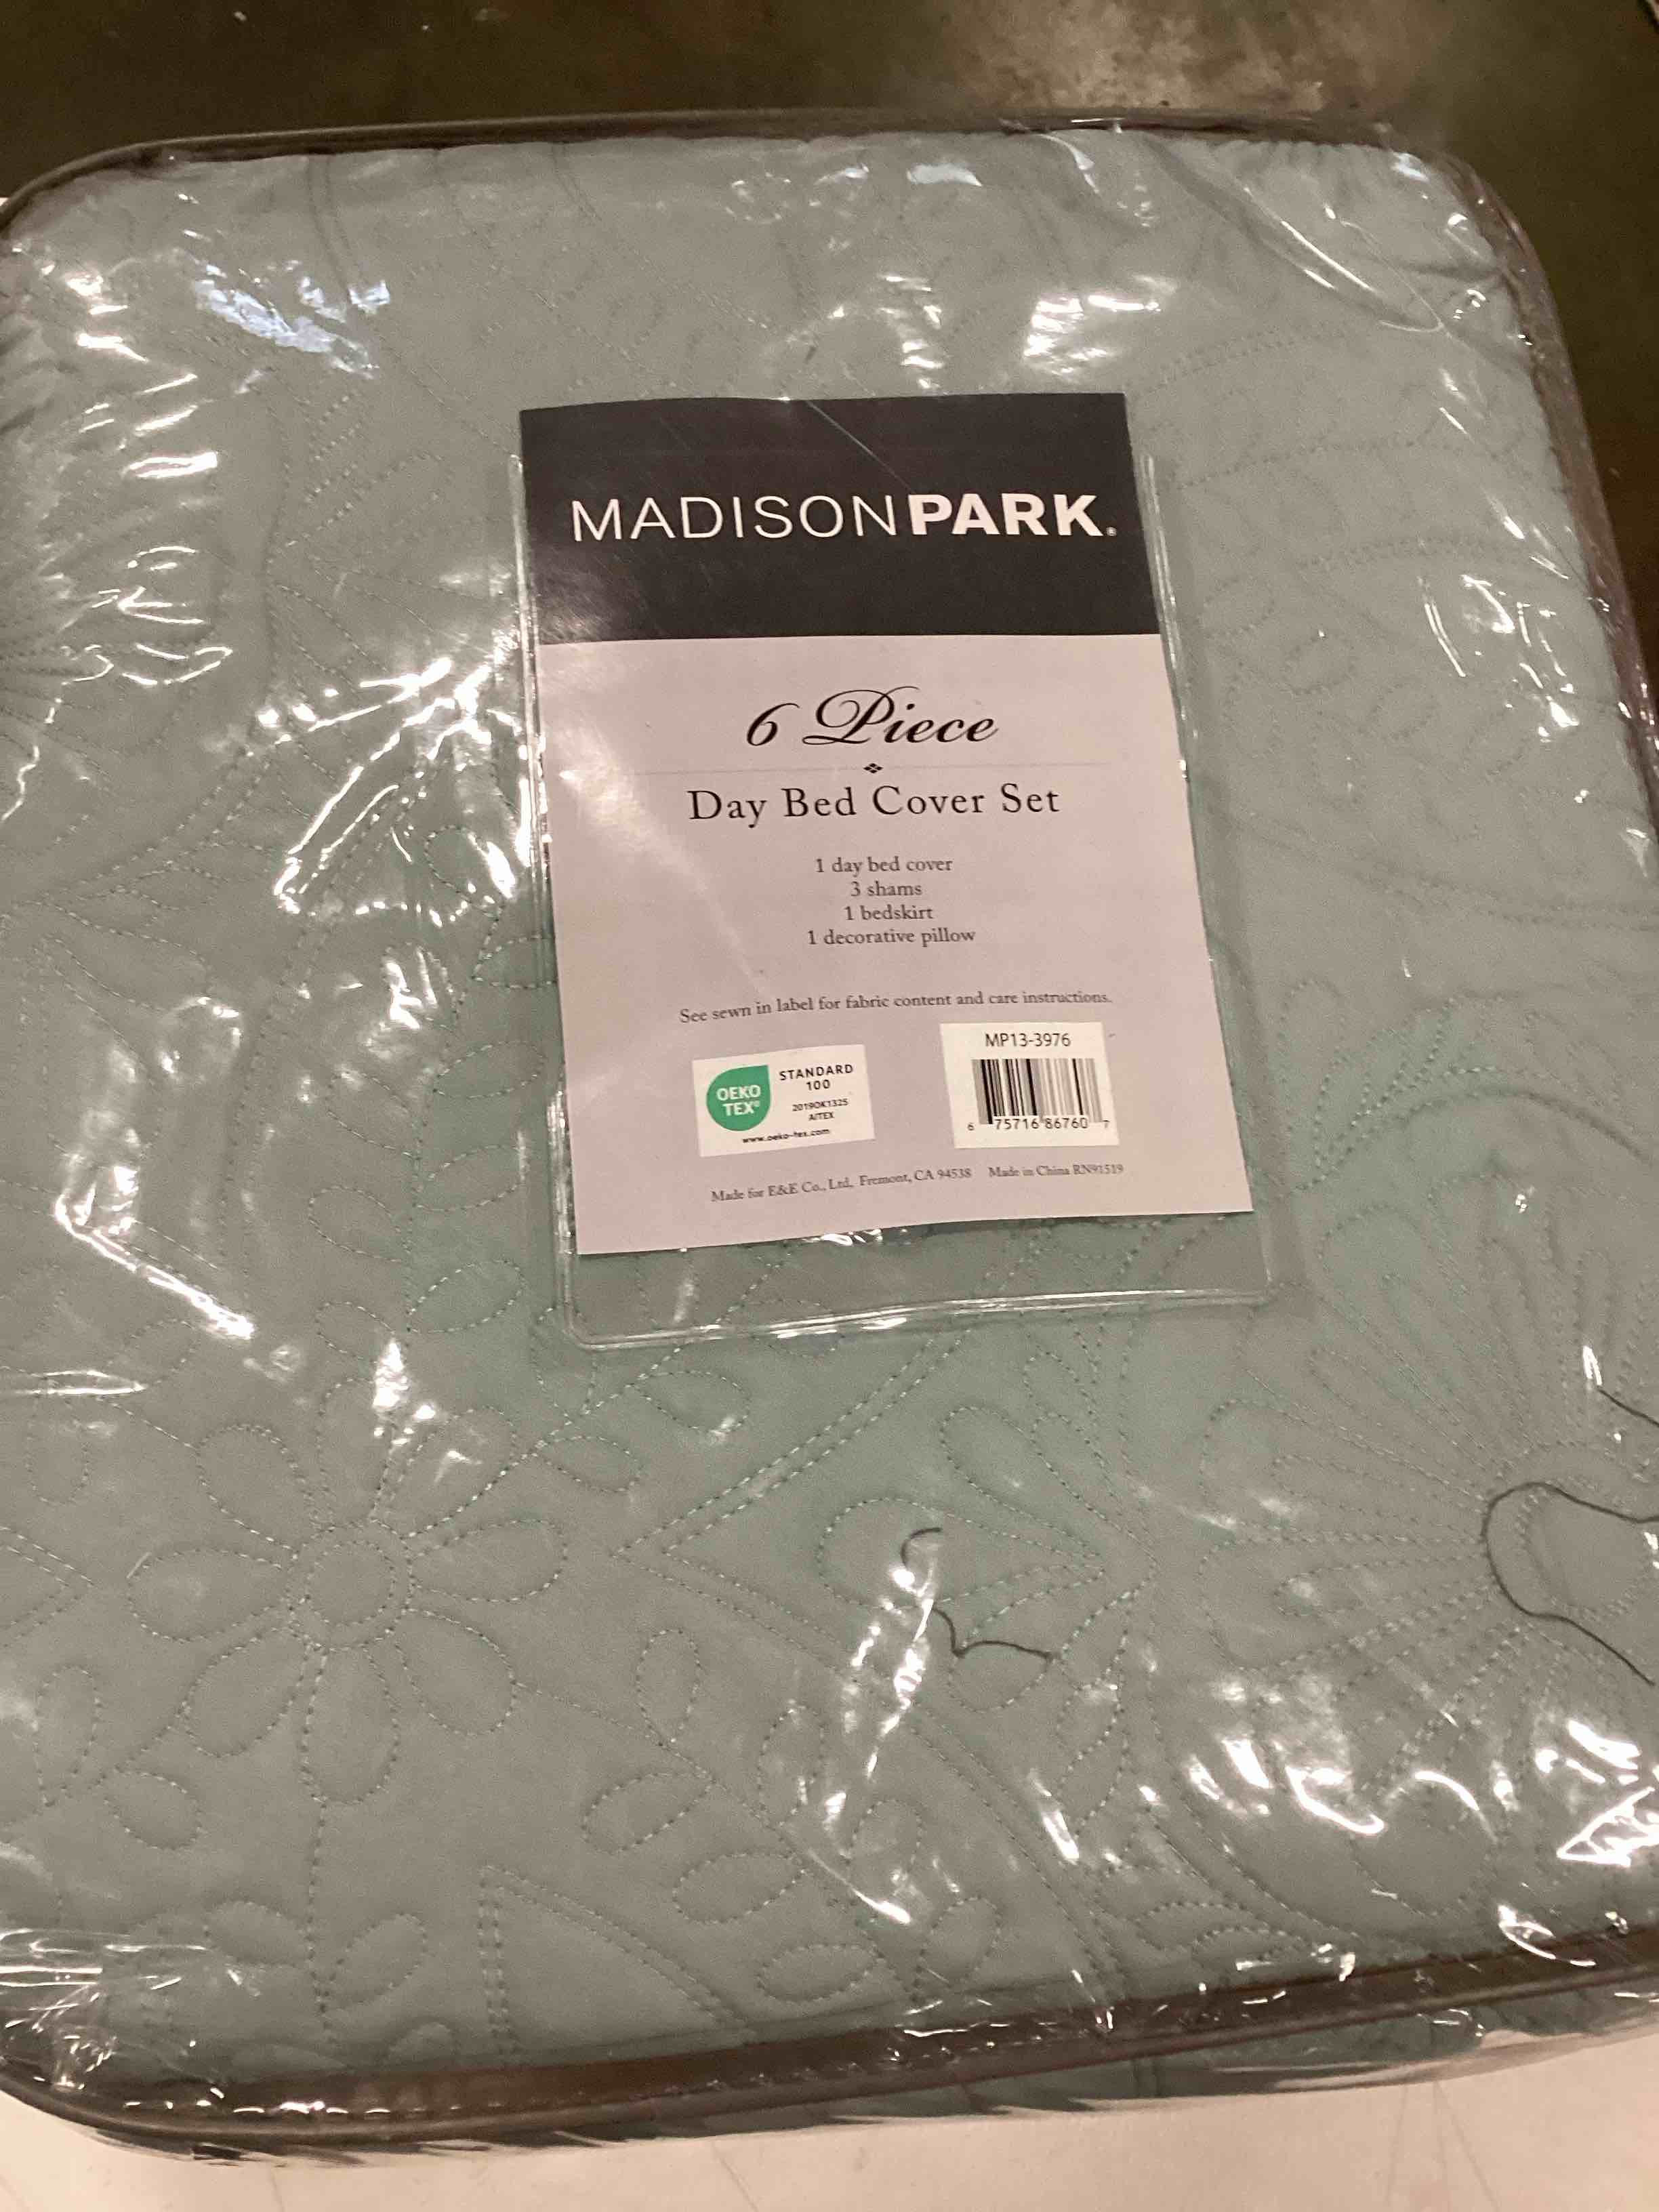 MADISONPARK®
6 Piece
Day Bed Cover Set
1 day bed cover
3 shams
1 bedskirt
1 decorative pillow
See sewn in label for fabric content and care instructions.
OEKO
TEX®
STANDARD
100
2019OK1325
AITEX
www.oeko-tex.com
MP13-3976
6 75716 86760 7
Made for E&E Co., Ltd, Fremont, CA 94538 Made in China RN91519